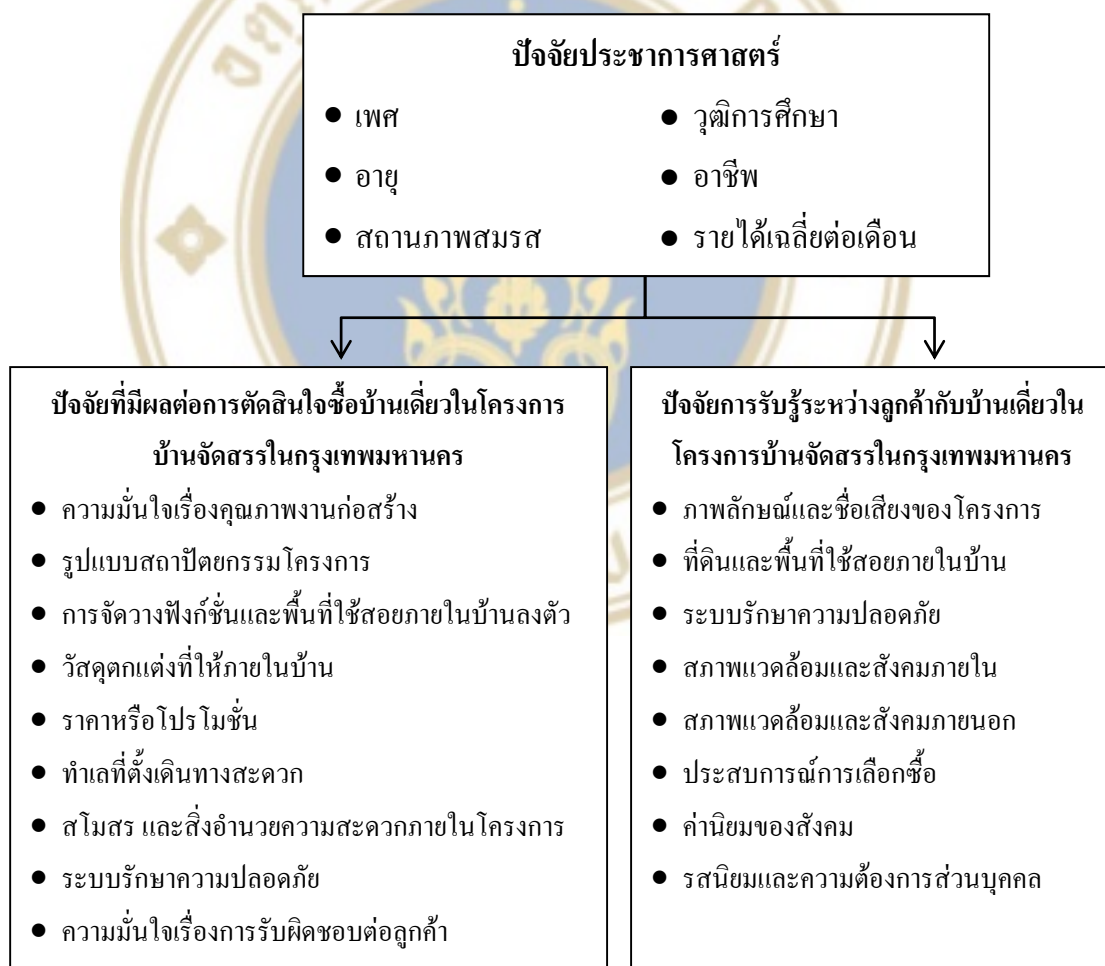 ปัจจัยประชาการศาสตร์
● เพศ
● วุฒิการศึกษา
● อายุ
● อาชีพ
● สถานภาพสมรส
● รายได้เฉลี่ยต่อเดือน
ปัจจัยที่มีผลต่อการตัดสินใจซื้อบ้านเดี่ยวในโครงการ
บ้านจัดสรรในกรุงเทพมหานคร
● ความมั่นใจเรื่องคุณภาพงานก่อสร้าง
● รูปแบบสถาปัตยกรรมโครงการ
● การจัดวางฟังก์ชั่นและพื้นที่ใช้สอยภายในบ้านลงตัว
● วัสดุตกแต่งที่ให้ภายในบ้าน
● ราคาหรือโปรโมชั่น
● ทำเลที่ตั้งเดินทางสะดวก
● สโมสร และสิ่งอำนวยความสะดวกภายในโครงการ
● ระบบรักษาความปลอดภัย
● ความมั่นใจเรื่องการรับผิดชอบต่อลูกค้า
ปัจจัยการรับรู้ระหว่างลูกค้ากับบ้านเดี่ยวใน
โครงการบ้านจัดสรรในกรุงเทพมหานคร
● ภาพลักษณ์และชื่อเสียงของโครงการ
● ที่ดินและพื้นที่ใช้สอยภายในบ้าน
● ระบบรักษาความปลอดภัย
● สภาพแวดล้อมและสังคมภายใน
● สภาพแวดล้อมและสังคมภายนอก
● ประสบการณ์การเลือกซื้อ
● ค่านิยมของสังคม
● รสนิยมและความต้องการส่วนบุคคล